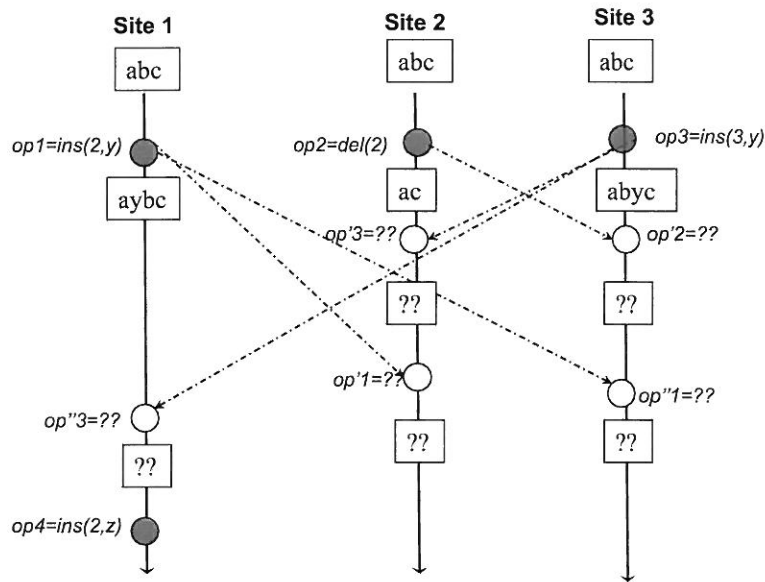 Site 1
Site 2
Site 3
abc
abc
abc
op1=ins(2,y)
op2=del(2)
op3=ins(3,y)
aybc
ac
abyc
op'3=??
op'2=??
??
??
op'1=??
op''1=??
op''3=??
??
??
??
op4=ins(2,z)